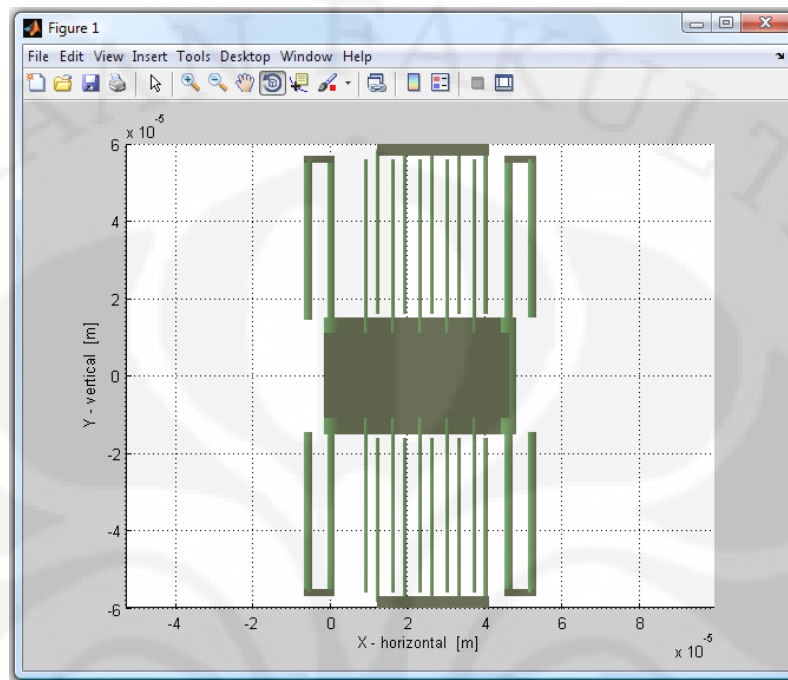 Figure 1
File Edit View Insert Tools Desktop Window Help
x 10⁻⁵
6
4
2
0
-2
-4
-6
Y - vertical [m]
-4 -2 0 2 4 6 8
X - horizontal [m]
x 10⁻⁵